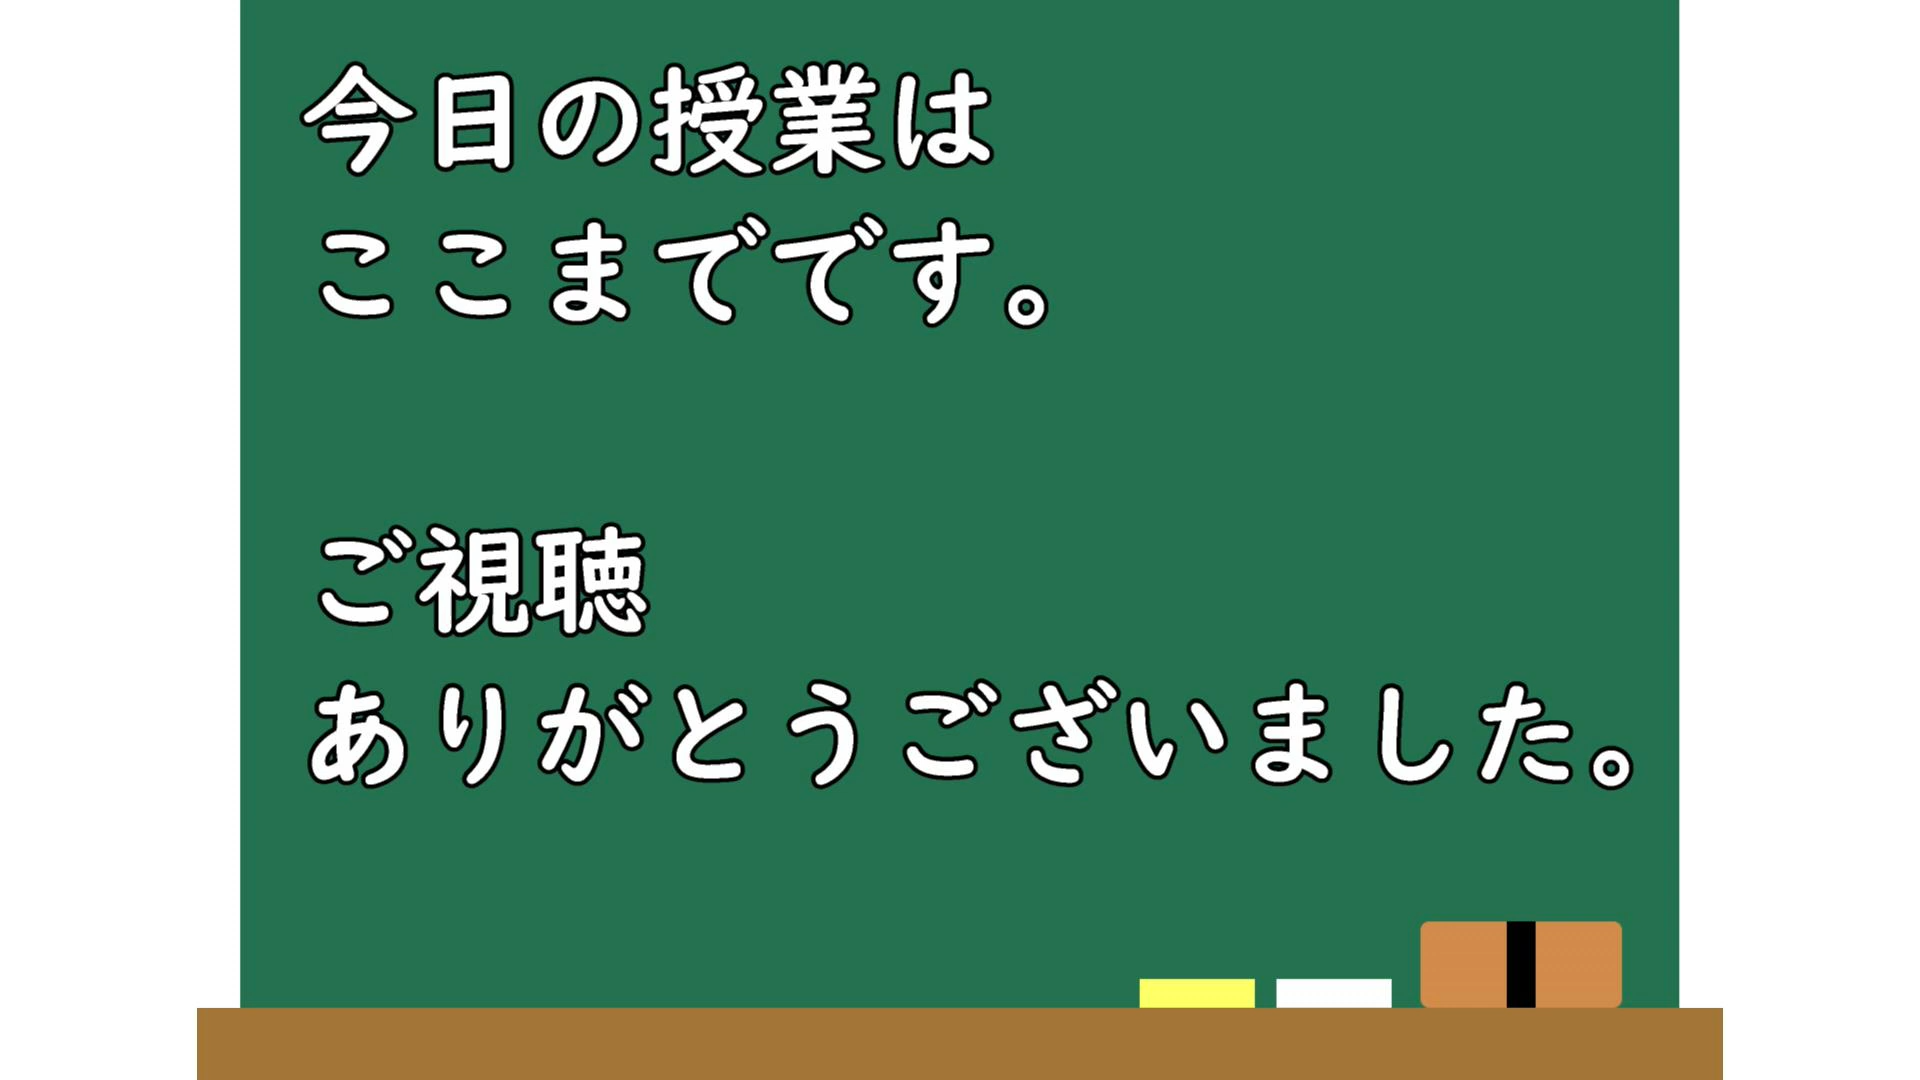 今日の授業は
ここまでです。
ご視聴
ありがとうございました。